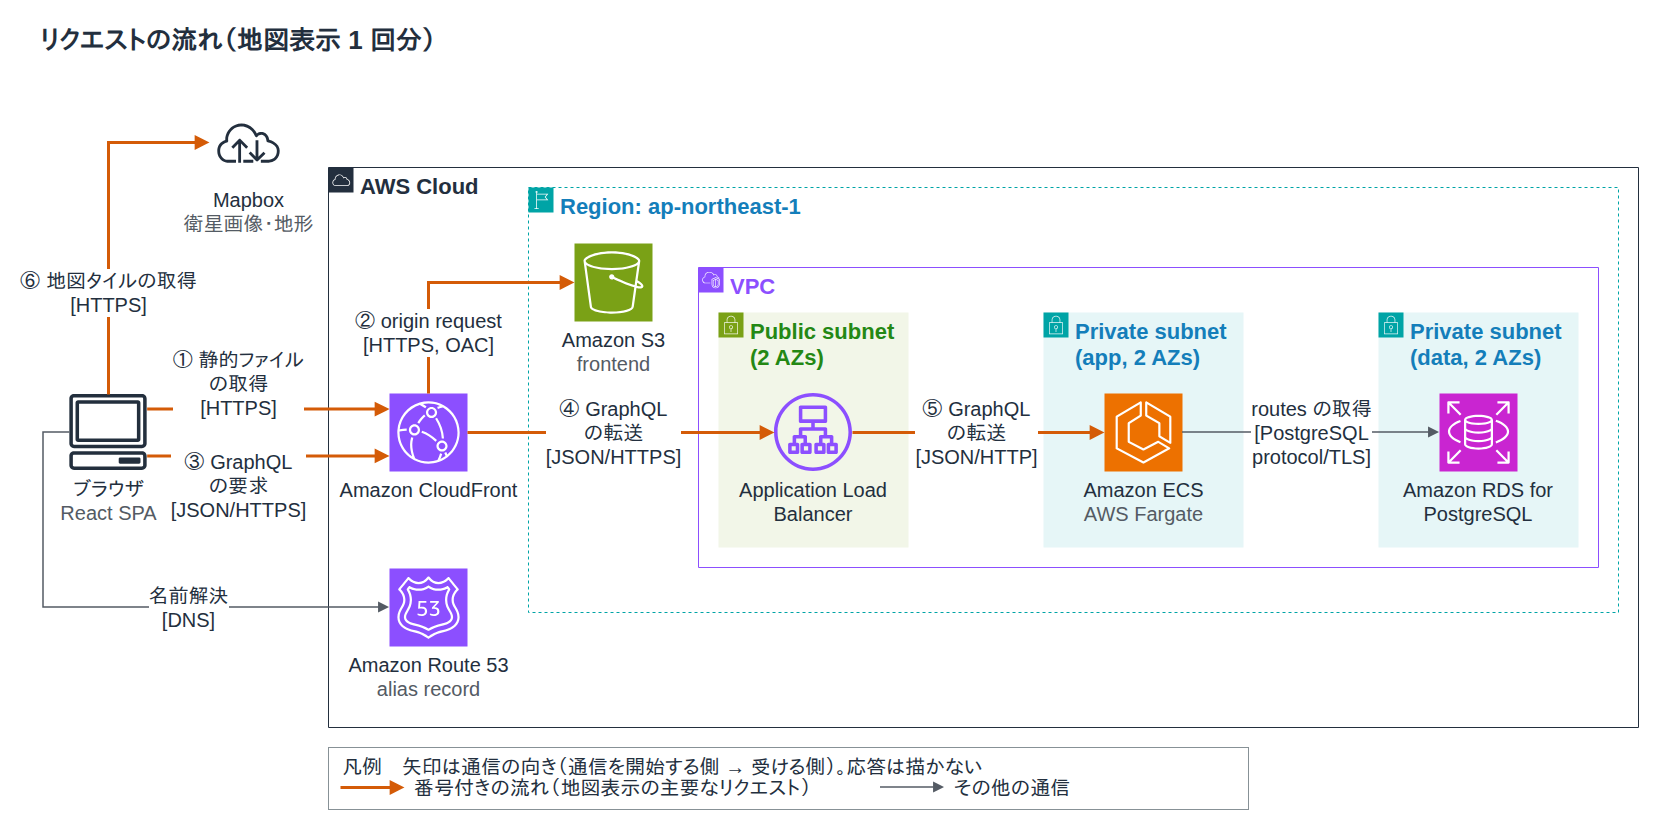 リクエストの流れ（地図表示 1 回分）
Mapbox
衛星画像・地形
AWS Cloud
Region: ap-northeast-1
⑥ 地図タイルの取得
[HTTPS]
VPC
② origin request
[HTTPS, OAC]
Amazon S3
frontend
Public subnet
(2 AZs)
Private subnet
(app, 2 AZs)
Private subnet
(data, 2 AZs)
① 静的ファイル
の取得
[HTTPS]
④ GraphQL
の転送
[JSON/HTTPS]
⑤ GraphQL
の転送
[JSON/HTTP]
routes の取得
[PostgreSQL
protocol/TLS]
③ GraphQL
の要求
[JSON/HTTPS]
ブラウザ
React SPA
Amazon CloudFront
Application Load
Balancer
Amazon ECS
AWS Fargate
Amazon RDS for
PostgreSQL
名前解決
[DNS]
53
Amazon Route 53
alias record
凡例　矢印は通信の向き（通信を開始する側 → 受ける側）。応答は描かない
番号付きの流れ（地図表示の主要なリクエスト）
その他の通信